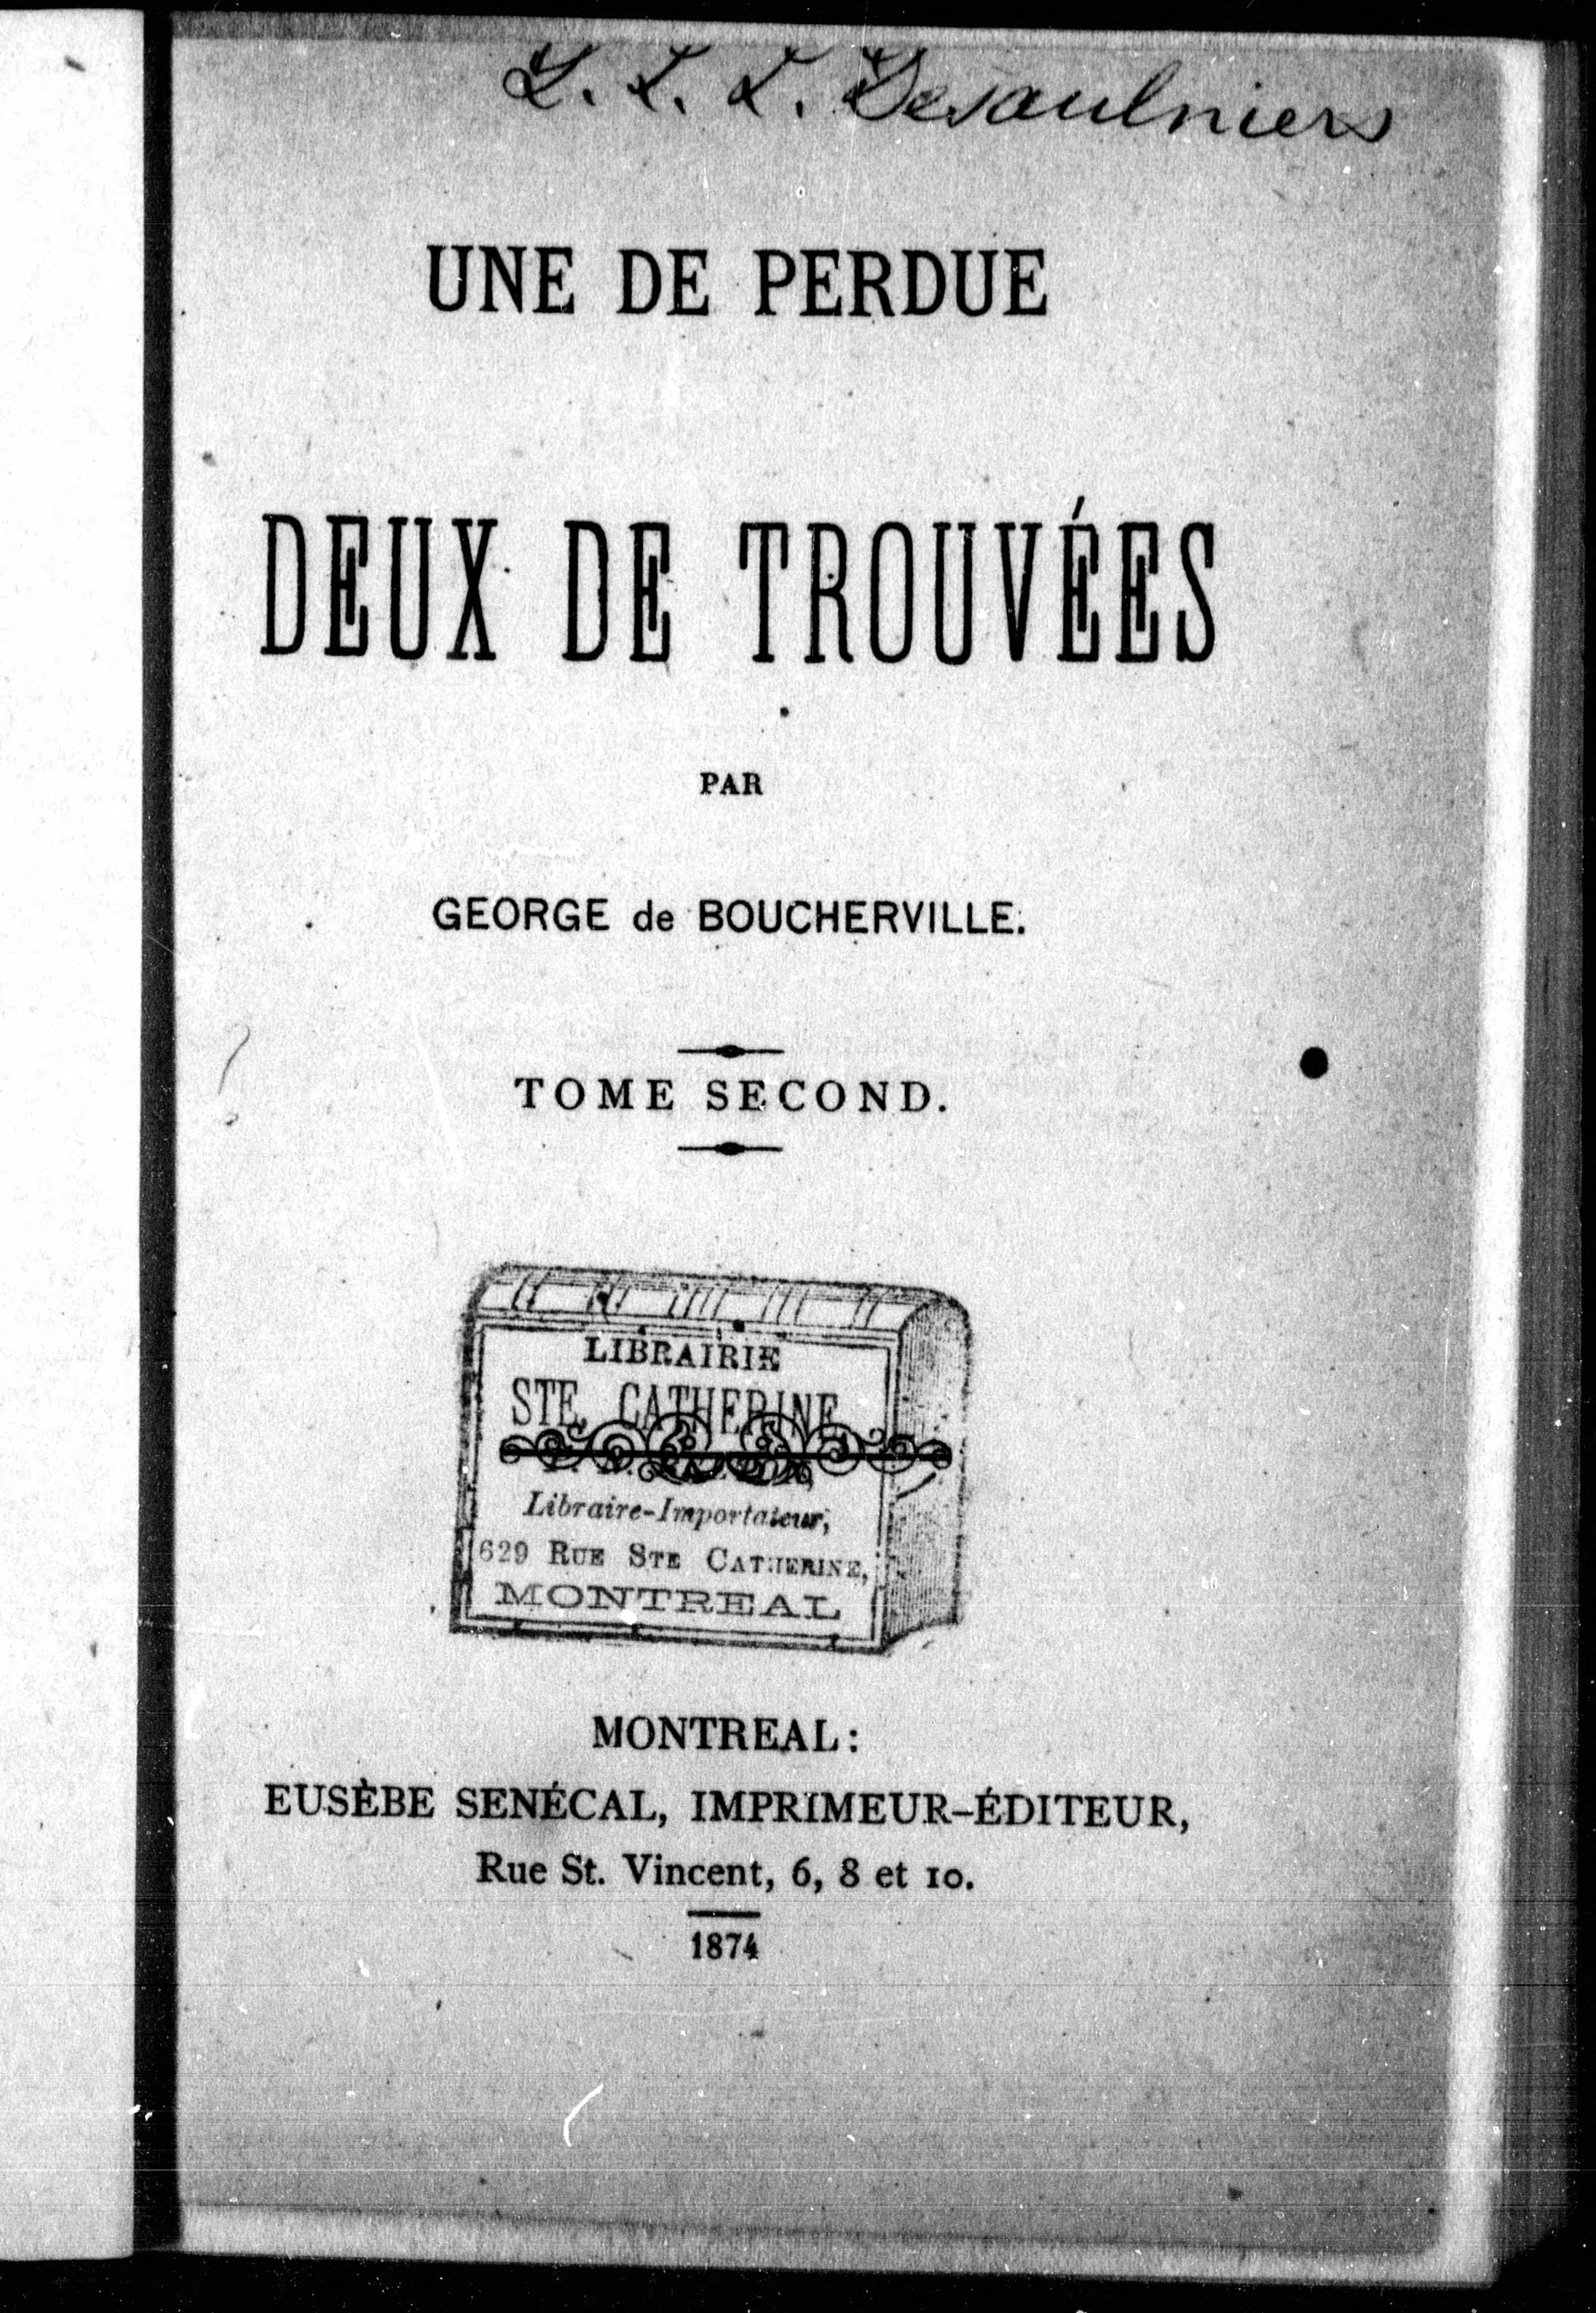 L. L. L. Desaulniers
UNE DE PERDUE
DEUX DE TROUVÉES
PAR
GEORGE de BOUCHERVILLE.
TOME SECOND.
LIBRAIRIE
STE. CATHERINE
Libraire-Importateur,
629 RUE STE CATHERINE,
MONTREAL
MONTREAL:
EUSÈBE SENÉCAL, IMPRIMEUR-ÉDITEUR,
Rue St. Vincent, 6, 8 et 10.
1874